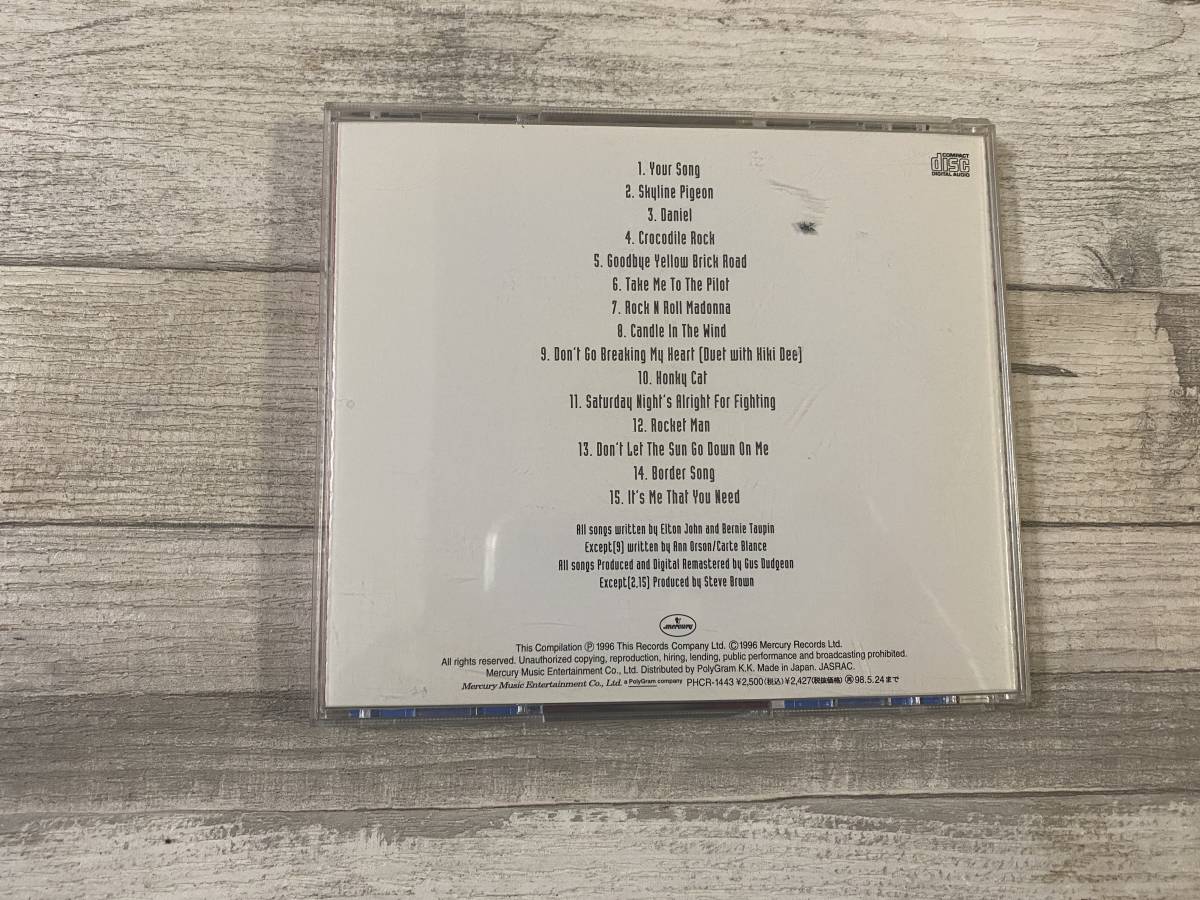 COMPACT
disc
DIGITAL AUDIO
1. Your Song
2. Skyline Pigeon
3. Daniel
4. Crocodile Rock
5. Goodbye Yellow Brick Road
6. Take Me To The Pilot
7. Rock N Roll Madonna
8. Candle In The Wind
9. Don't Go Breaking My Heart [Duet with Kiki Dee]
10. Honky Cat
11. Saturday Night's Alright For Fighting
12. Rocket Man
13. Don't Let The Sun Go Down On Me
14. Border Song
15. It's Me That You Need
All songs written by Elton John and Bernie Taupin
Except[9] written by Ann Orson/Carte Blance
All songs Produced and Digital Remastered by Gus Dudgeon
Except[2,15] Produced by Steve Brown
mercury
This Compilation Ⓟ 1996 This Records Company Ltd. Ⓒ1996 Mercury Records Ltd.
All rights reserved. Unauthorized copying, reproduction, hiring, lending, public performance and broadcasting prohibited.
Mercury Music Entertainment Co., Ltd. Distributed by PolyGram K.K. Made in Japan. JASRAC.
Mercury Music Entertainment Co., Ltd. a PolyGram company PHCR-1443 ¥2,500(税込)¥2,427(税抜価格) Ⓡ98.5.24まで